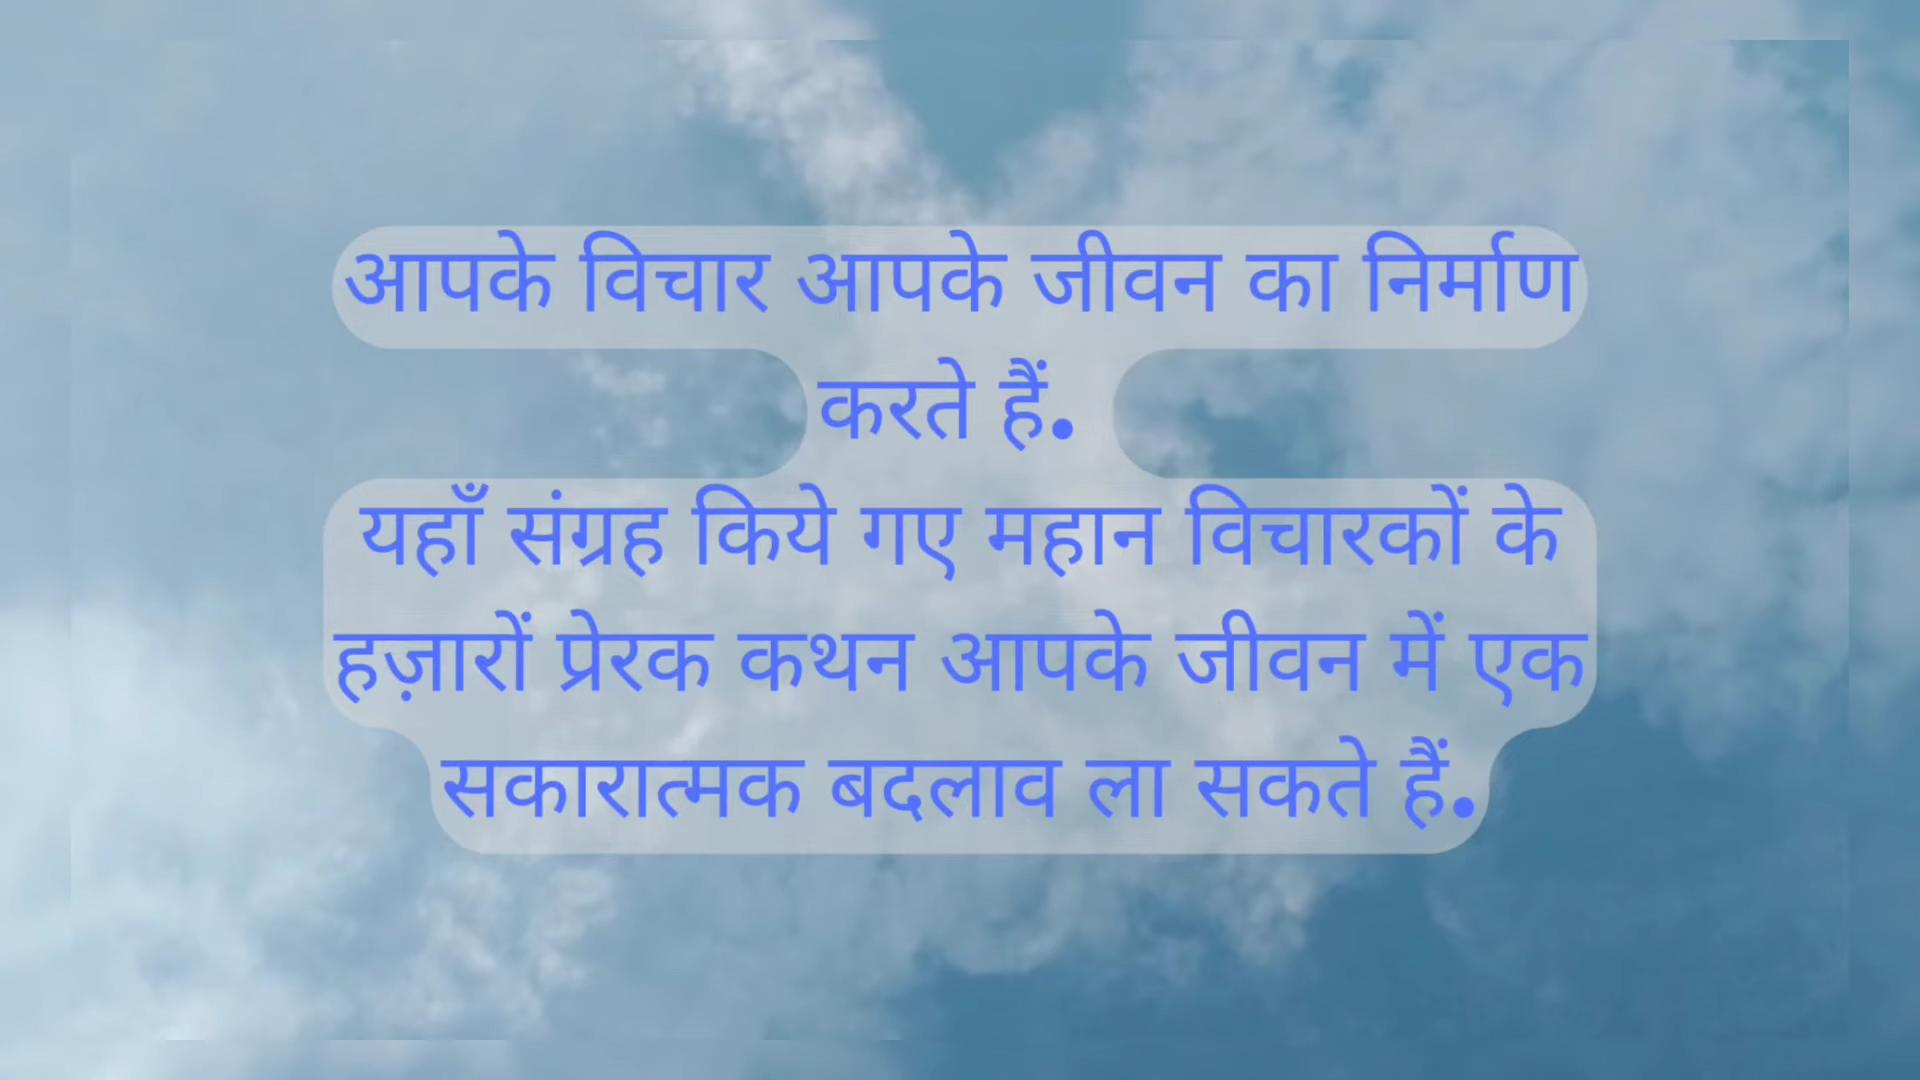 आपके विचार आपके जीवन का निर्माण
करते हैं.
यहाँ संग्रह किये गए महान विचारकों के
हज़ारों प्रेरक कथन आपके जीवन में एक
सकारात्मक बदलाव ला सकते हैं.